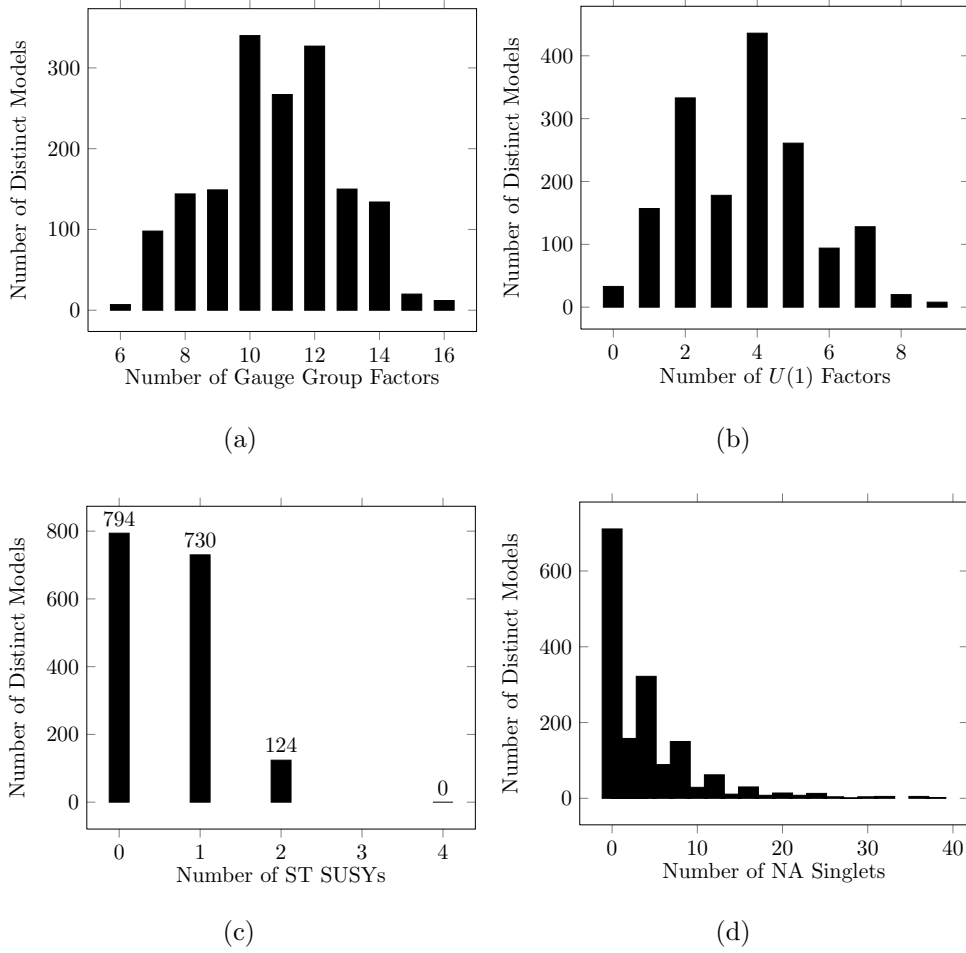 Number of Distinct Models
300
200
100
0
6 8 10 12 14 16
Number of Gauge Group Factors
(a)
Number of Distinct Models
400
300
200
100
0
0 2 4 6 8
Number of U(1) Factors
(b)
Number of Distinct Models
800
600
400
200
0
794
730
124
0
0 1 2 3 4
Number of ST SUSYs
(c)
Number of Distinct Models
600
400
200
0
0 10 20 30 40
Number of NA Singlets
(d)